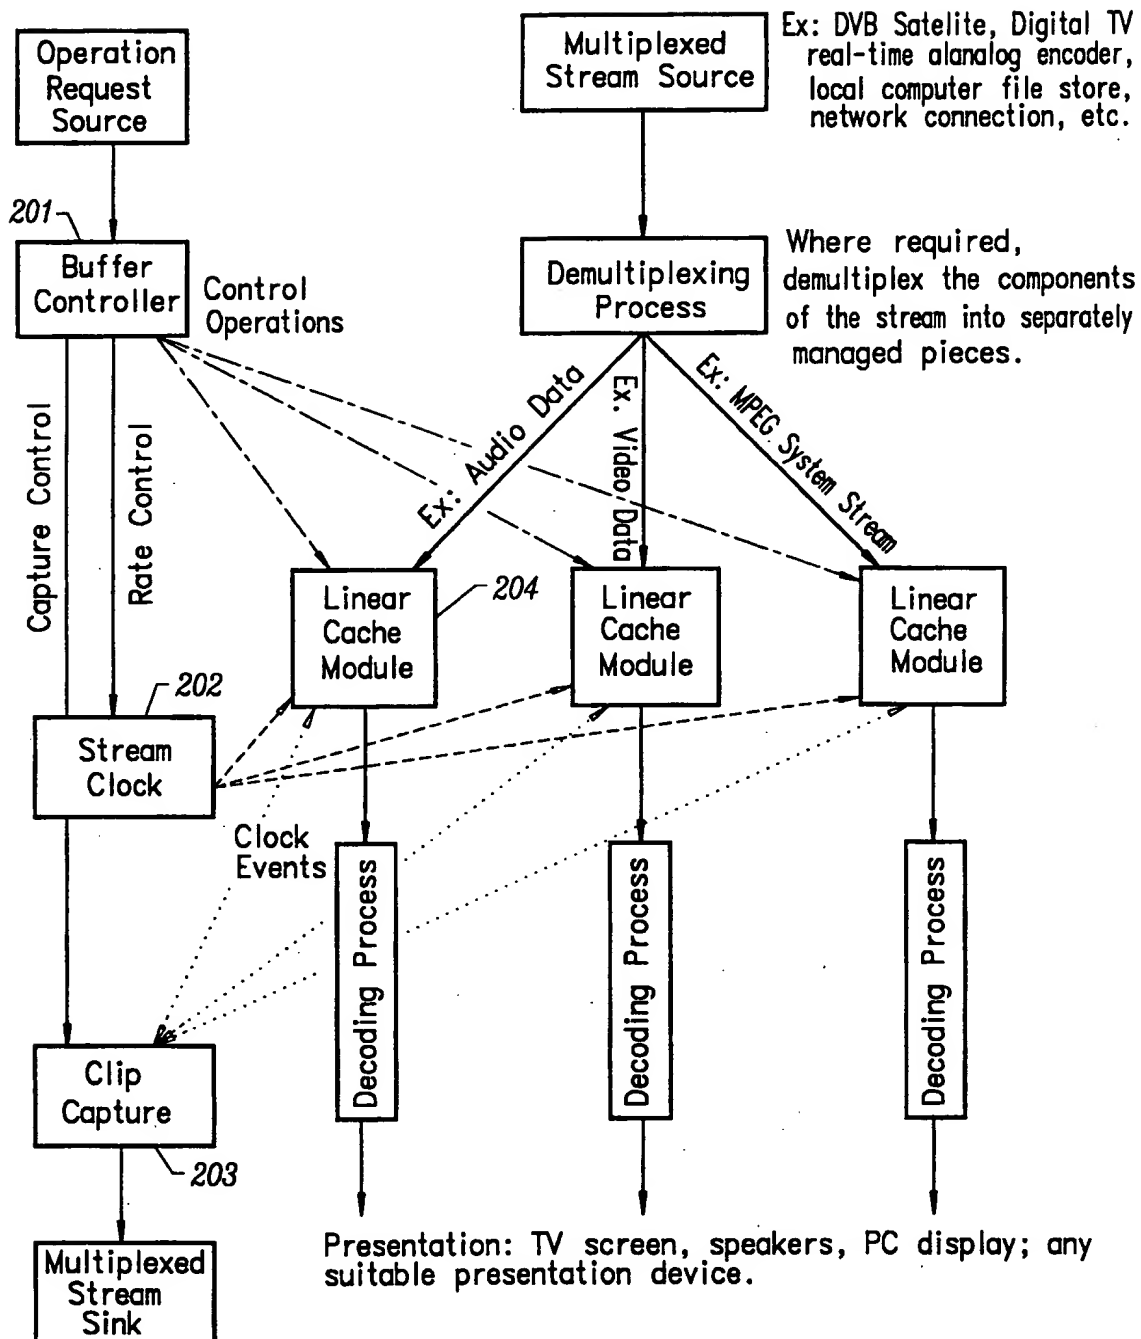 Operation
Request
Source
Multiplexed
Stream Source
Ex: DVB Satelite, Digital TV
real-time alanalog encoder,
local computer file store,
network connection, etc.
201
Buffer
Controller
Control
Operations
Demultiplexing
Process
Where required,
demultiplex the components
of the stream into separately
managed pieces.
Capture Control
Rate Control
Ex: Audio Data
Ex. Video Data
Ex: MPEG System Stream
Linear
Cache
Module
204
Linear
Cache
Module
Linear
Cache
Module
202
Stream
Clock
Clock
Events
Decoding Process
Decoding Process
Decoding Process
Clip
Capture
203
Multiplexed
Stream
Sink
Presentation: TV screen, speakers, PC display; any
suitable presentation device.